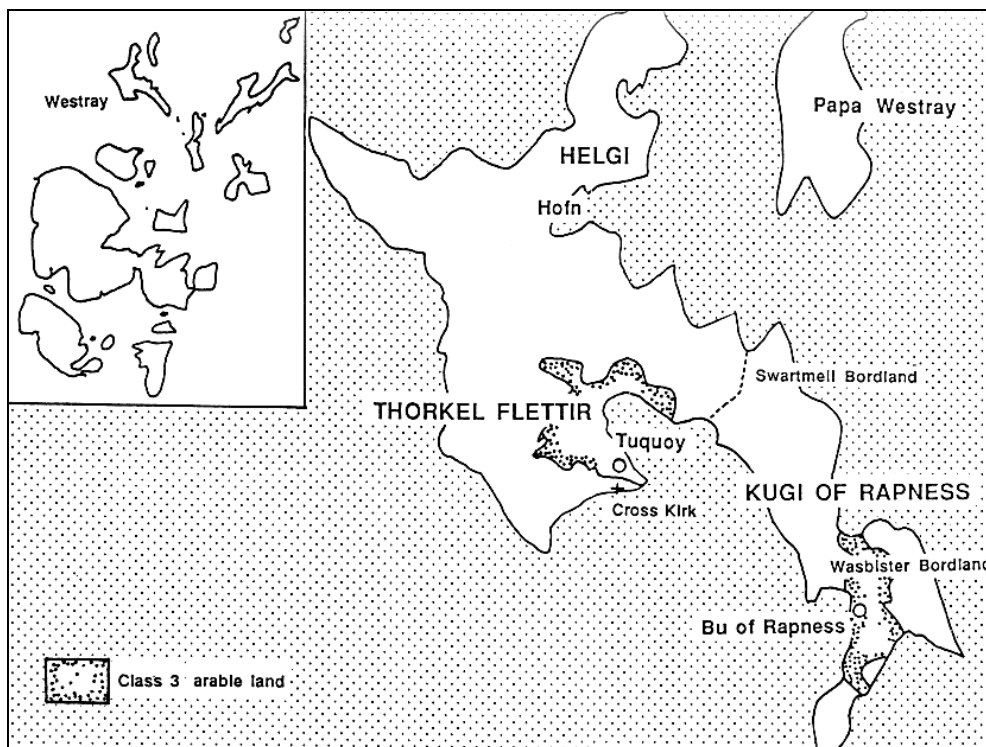 Westray
Papa Westray
HELGI
Hofn
Swartmell Bordland
THORKEL FLETTIR
Tuquoy
KUGI OF RAPNESS
Cross Kirk
Wasbister Bordland
Bu of Rapness
Class 3 arable land